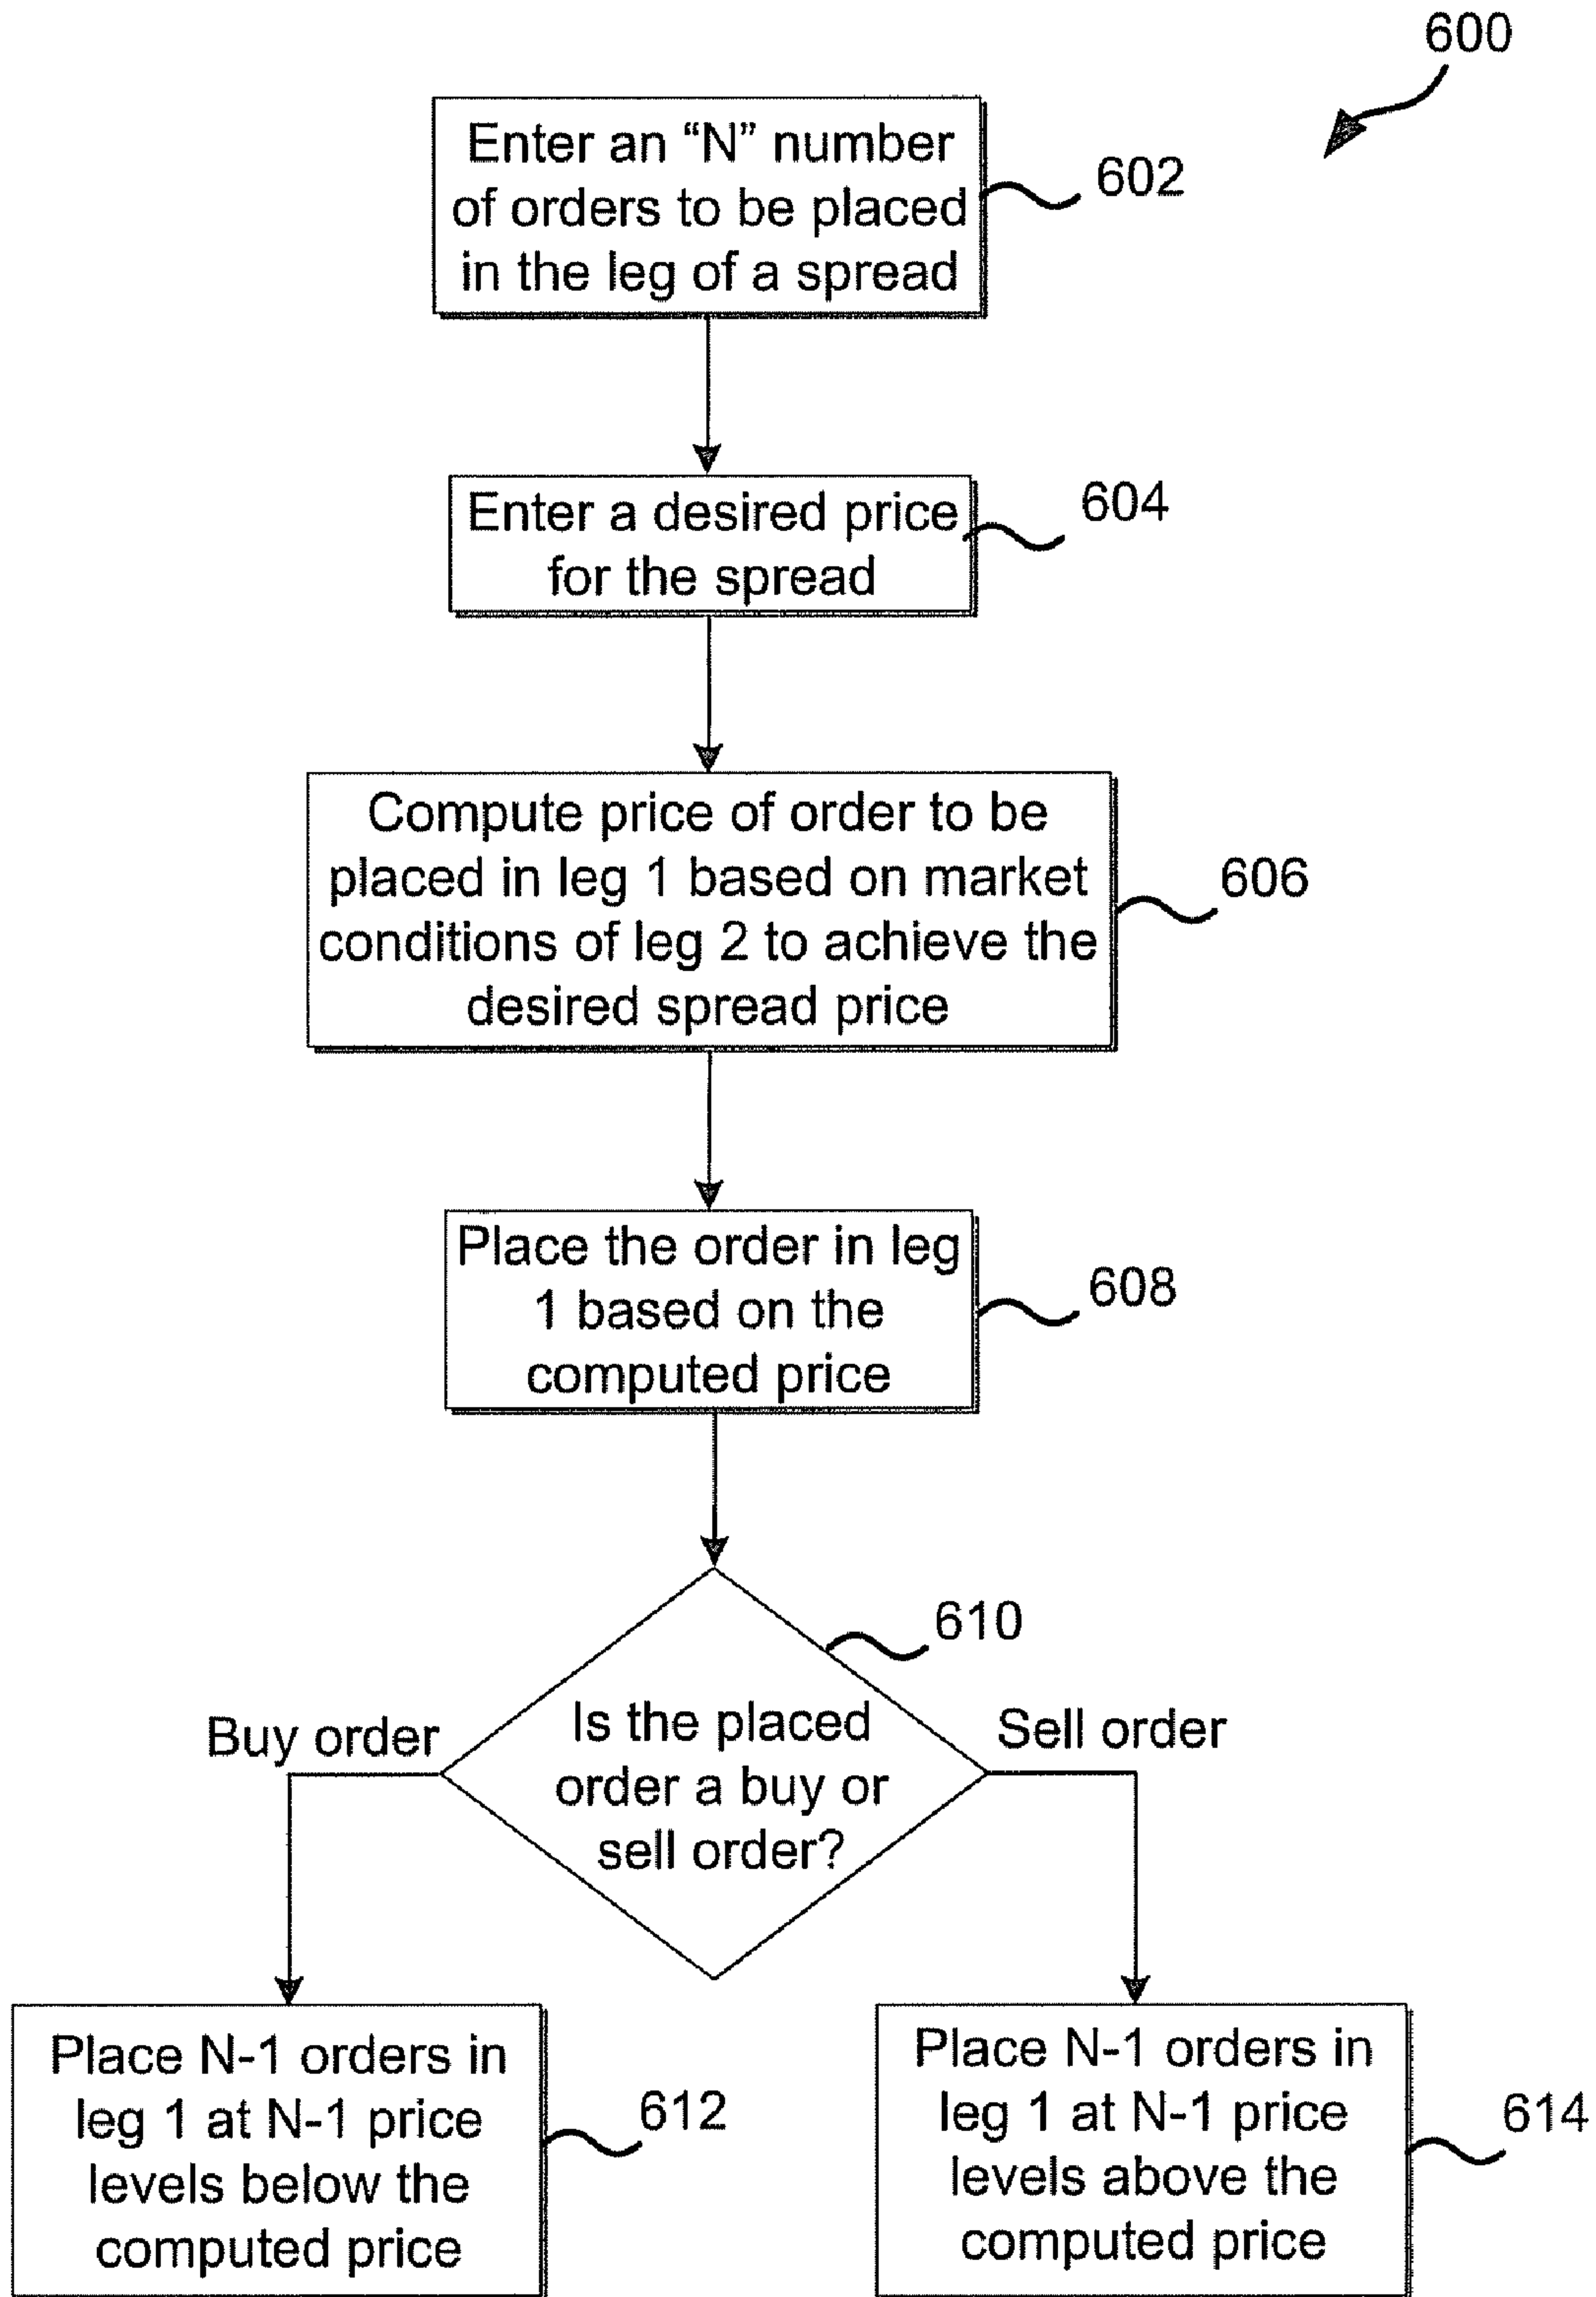 600
Enter an “N” number
of orders to be placed
in the leg of a spread
602
Enter a desired price
for the spread
604
Compute price of order to be
placed in leg 1 based on market
conditions of leg 2 to achieve the
desired spread price
606
Place the order in leg
1 based on the
computed price
608
610
Is the placed
order a buy or
sell order?
Buy order
Sell order
Place N-1 orders in
leg 1 at N-1 price
levels below the
computed price
612
Place N-1 orders in
leg 1 at N-1 price
levels above the
computed price
614